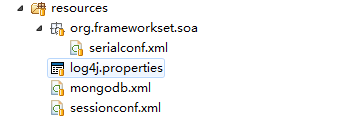 resources
org.frameworkset.soa
serialconf.xml
log4j.properties
mongodb.xml
sessionconf.xml